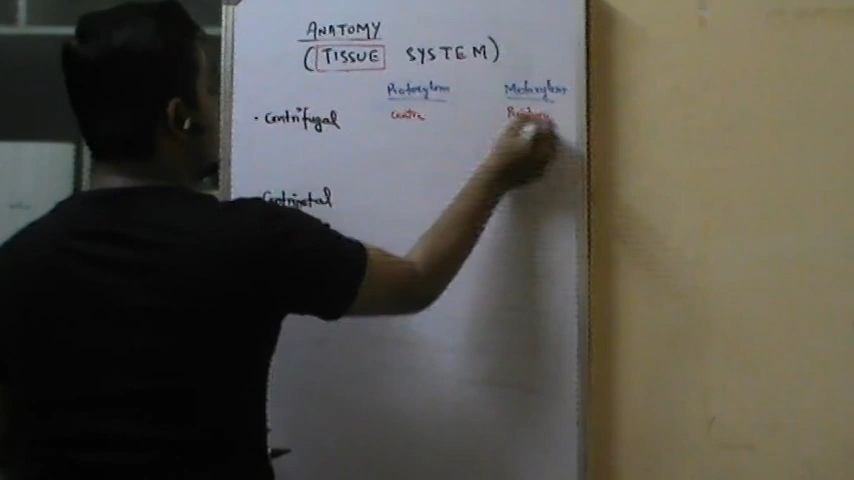 ANATOMY
(TISSUE SYSTEM)
Protoxylem Metaxylem
• Centrifugal Centre
Centripetal